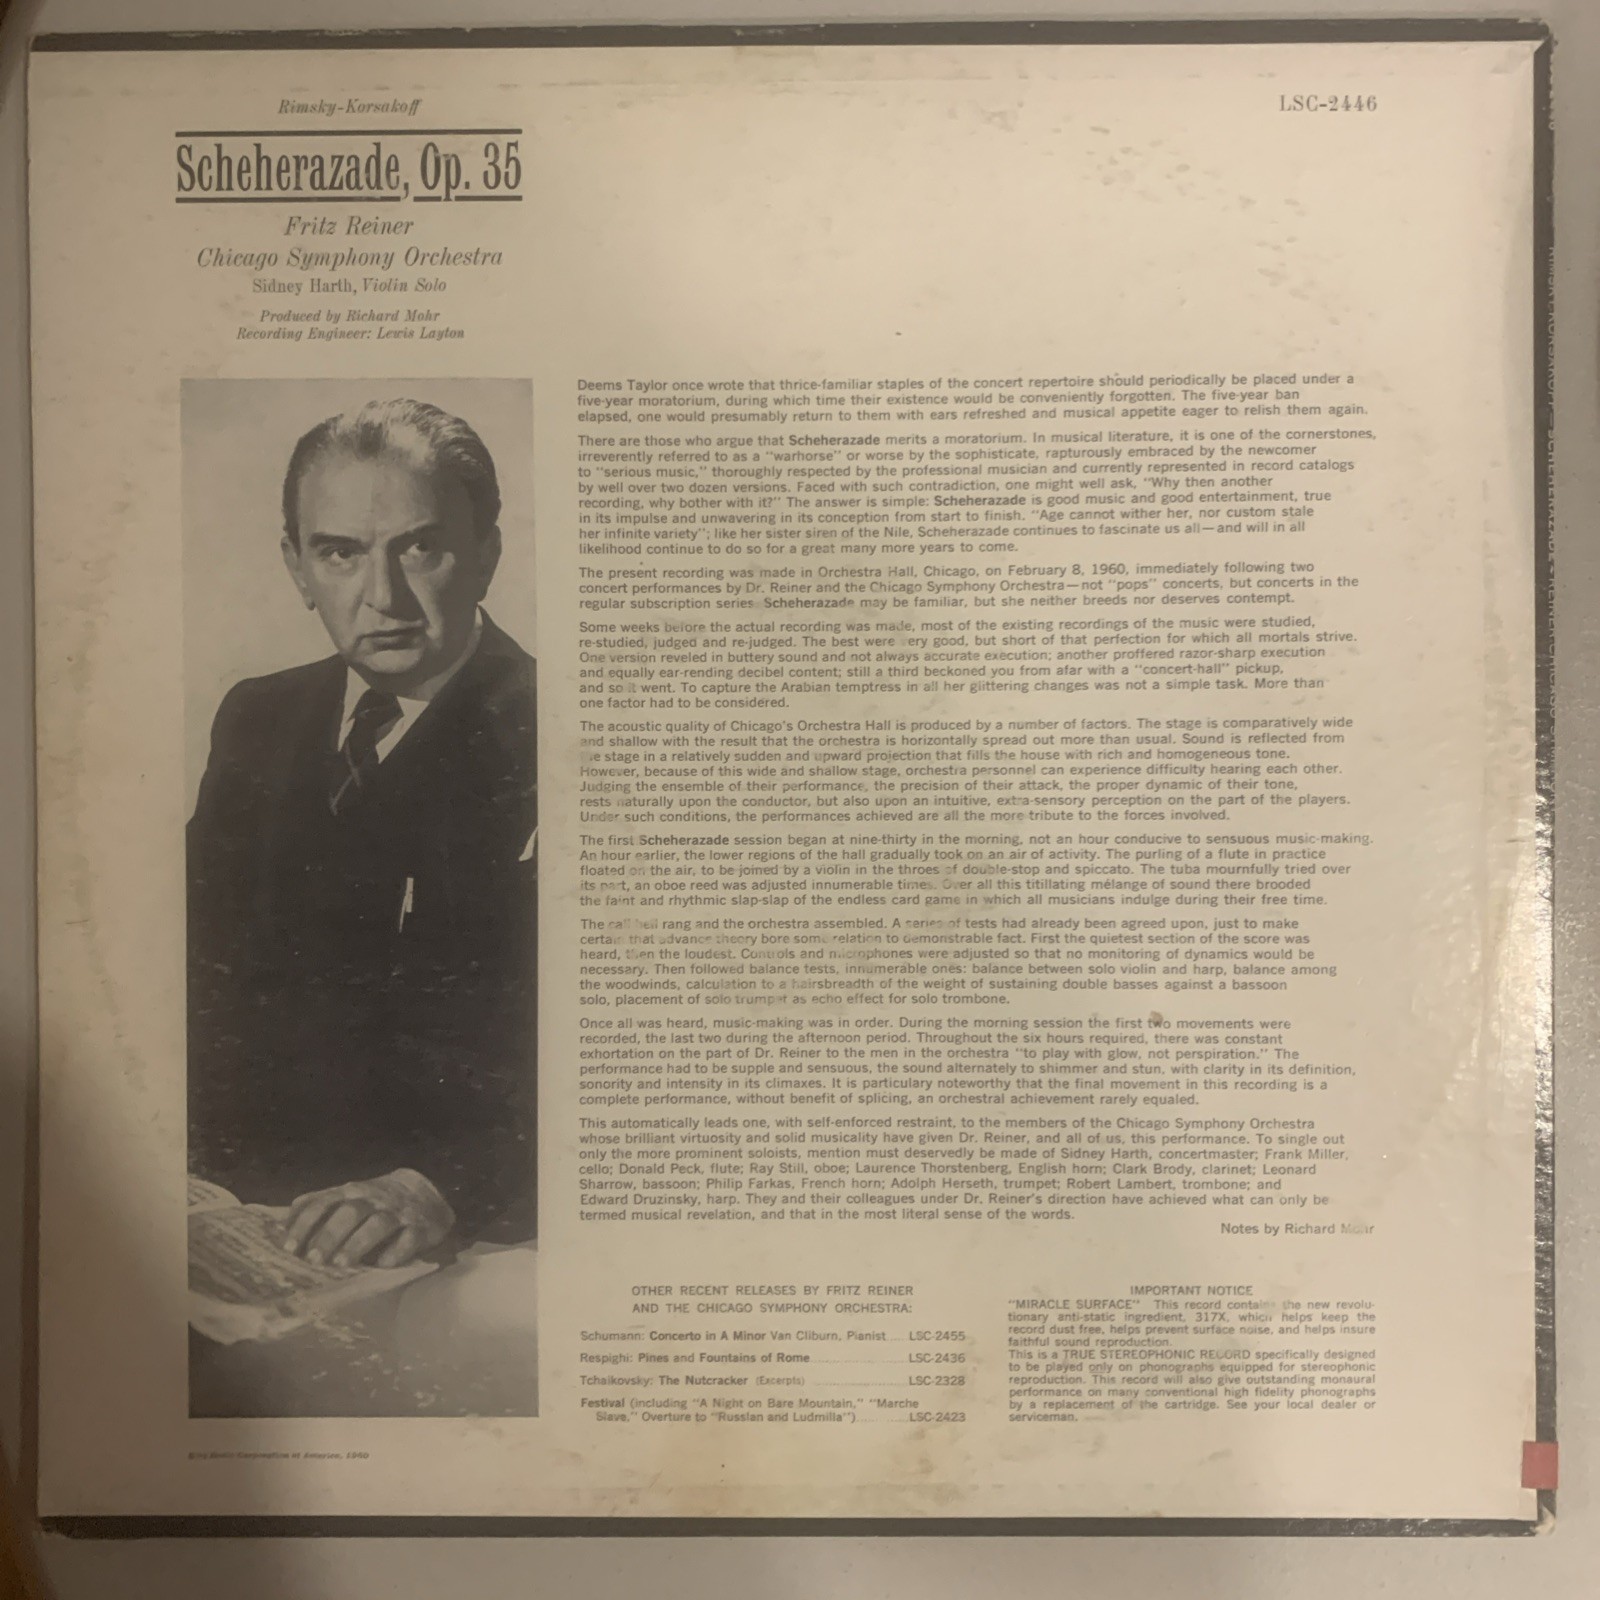 Rimsky-Korsakoff
LSC-2446
Scheherazade, Op. 35
Fritz Reiner
Chicago Symphony Orchestra
Sidney Harth, Violin Solo
Produced by Richard Mohr
Recording Engineer: Lewis Layton
Deems Taylor once wrote that thrice-familiar staples of the concert repertoire should periodically be placed under a
five-year moratorium, during which time their existence would be conveniently forgotten. The five-year ban
elapsed, one would presumably return to them with ears refreshed and musical appetite eager to relish them again.
There are those who argue that Scheherazade merits a moratorium. In musical literature, it is one of the cornerstones,
irreverently referred to as a "warhorse" or worse by the sophisticate, rapturously embraced by the newcomer
to "serious music," thoroughly respected by the professional musician and currently represented in record catalogs
by well over two dozen versions. Faced with such contradiction, one might well ask, "Why then another
recording, why bother with it?" The answer is simple: Scheherazade is good music and good entertainment, true
in its impulse and unwavering in its conception from start to finish. "Age cannot wither her, nor custom stale
her infinite variety"; like her sister siren of the Nile, Scheherazade continues to fascinate us all—and will in all
likelihood continue to do so for a great many more years to come.
The present recording was made in Orchestra Hall, Chicago, on February 8, 1960, immediately following two
concert performances by Dr. Reiner and the Chicago Symphony Orchestra—not "pops" concerts, but concerts in the
regular subscription series. Scheherazade may be familiar, but she neither breeds nor deserves contempt.
Some weeks before the actual recording was made, most of the existing recordings of the music were studied,
re-studied, judged and re-judged. The best were very good, but short of that perfection for which all mortals strive.
One version reveled in buttery sound and not always accurate execution; another proffered razor-sharp execution
and equally ear-rending decibel content; still a third beckoned you from afar with a "concert-hall" pickup,
and so it went. To capture the Arabian temptress in all her glittering changes was not a simple task. More than
one factor had to be considered.
The acoustic quality of Chicago's Orchestra Hall is produced by a number of factors. The stage is comparatively wide
and shallow with the result that the orchestra is horizontally spread out more than usual. Sound is reflected from
the stage in a relatively sudden and upward projection that fills the house with rich and homogeneous tone.
However, because of this wide and shallow stage, orchestra personnel can experience difficulty hearing each other.
Judging the ensemble of their performance, the precision of their attack, the proper dynamic of their tone,
rests naturally upon the conductor, but also upon an intuitive, extra-sensory perception on the part of the players.
Under such conditions, the performances achieved are all the more tribute to the forces involved.
The first Scheherazade session began at nine-thirty in the morning, not an hour conducive to sensuous music-making.
An hour earlier, the lower regions of the hall gradually took on an air of activity. The purling of a flute in practice
floated on the air, to be joined by a violin in the throes of double-stop and spiccato. The tuba mournfully tried over
its part, an oboe reed was adjusted innumerable times. Over all this titillating mélange of sound there brooded
the faint and rhythmic slap-slap of the endless card game in which all musicians indulge during their free time.
The call bell rang and the orchestra assembled. A series of tests had already been agreed upon, just to make
certain that advance theory bore some relation to demonstrable fact. First the quietest section of the score was
heard, then the loudest. Controls and microphones were adjusted so that no monitoring of dynamics would be
necessary. Then followed balance tests, innumerable ones: balance between solo violin and harp, balance among
the woodwinds, calculation to a hairsbreadth of the weight of sustaining double basses against a bassoon
solo, placement of solo trumpet as echo effect for solo trombone.
Once all was heard, music-making was in order. During the morning session the first two movements were
recorded, the last two during the afternoon period. Throughout the six hours required, there was constant
exhortation on the part of Dr. Reiner to the men in the orchestra "to play with glow, not perspiration." The
performance had to be supple and sensuous, the sound alternately to shimmer and stun, with clarity in its definition,
sonority and intensity in its climaxes. It is particulary noteworthy that the final movement in this recording is a
complete performance, without benefit of splicing, an orchestral achievement rarely equaled.
This automatically leads one, with self-enforced restraint, to the members of the Chicago Symphony Orchestra
whose brilliant virtuosity and solid musicality have given Dr. Reiner, and all of us, this performance. To single out
only the more prominent soloists, mention must deservedly be made of Sidney Harth, concertmaster; Frank Miller,
cello; Donald Peck, flute; Ray Still, oboe; Laurence Thorstenberg, English horn; Clark Brody, clarinet; Leonard
Sharrow, bassoon; Philip Farkas, French horn; Adolph Herseth, trumpet; Robert Lambert, trombone; and
Edward Druzinsky, harp. They and their colleagues under Dr. Reiner's direction have achieved what can only be
termed musical revelation, and that in the most literal sense of the words.
Notes by Richard Mohr
OTHER RECENT RELEASES BY FRITZ REINER
AND THE CHICAGO SYMPHONY ORCHESTRA:
Schumann: Concerto in A Minor Van Cliburn, Pianist .... LSC-2455
Respighi: Pines and Fountains of Rome .... LSC-2436
Tchaikovsky: The Nutcracker (Excerpts) .... LSC-2328
Festival (including "A Night on Bare Mountain," "Marche
Slave," Overture to "Russlan and Ludmilla") .... LSC-2423
IMPORTANT NOTICE
"MIRACLE SURFACE" This record contains the new revolu-
tionary anti-static ingredient, 317X, which helps keep the
record dust free, helps prevent surface noise, and helps insure
faithful sound reproduction.
This is a TRUE STEREOPHONIC RECORD specifically designed
to be played only on phonographs equipped for stereophonic
reproduction. This record will also give outstanding monaural
performance on many conventional high fidelity phonographs
by a replacement of the cartridge. See your local dealer or
serviceman.
Corporation of America, 1960